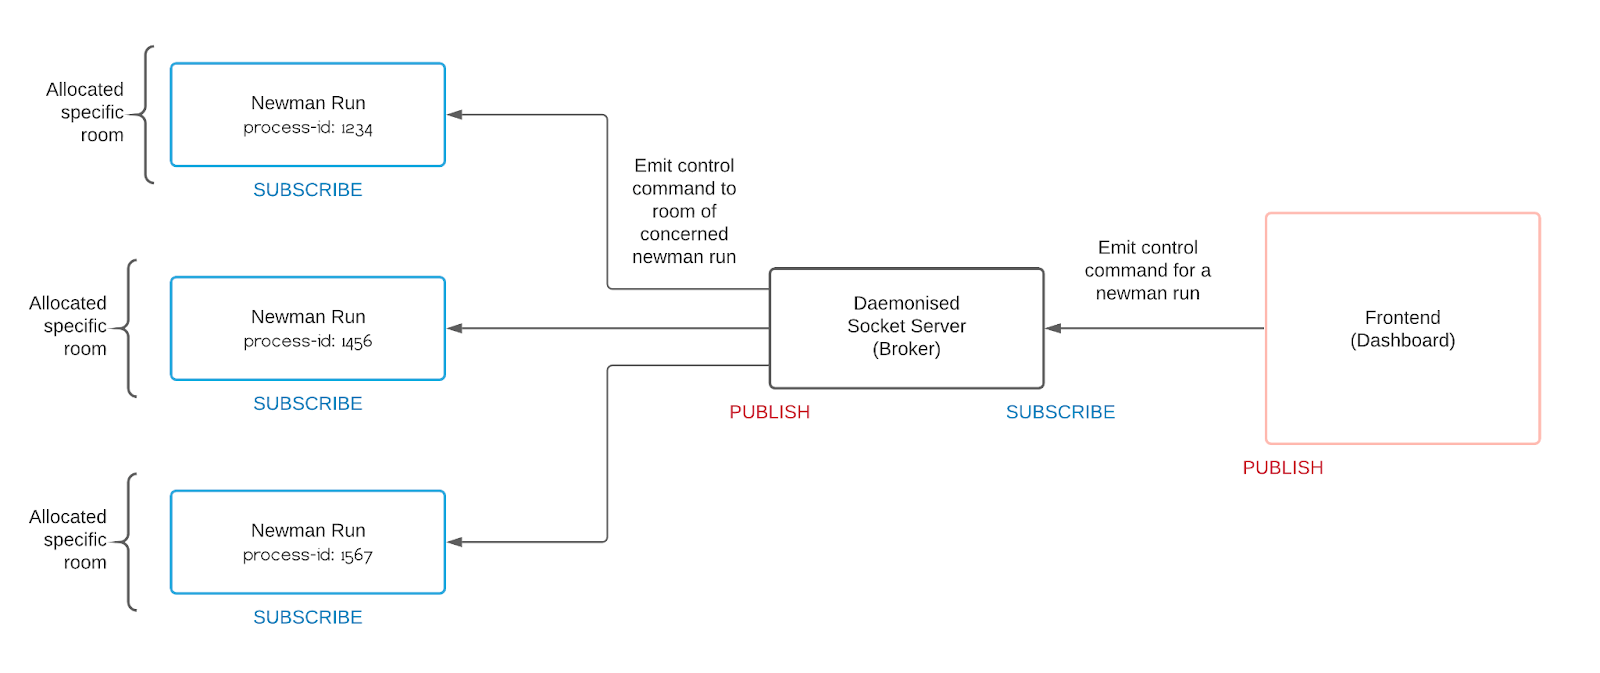 Allocated
specific
room
Newman Run
process-id: 1234
SUBSCRIBE
Emit control
command to
room of
concerned
newman run
Allocated
specific
room
Newman Run
process-id: 1456
SUBSCRIBE
Daemonised
Socket Server
(Broker)
PUBLISH
SUBSCRIBE
Emit control
command for a
newman run
Frontend
(Dashboard)
PUBLISH
Allocated
specific
room
Newman Run
process-id: 1567
SUBSCRIBE